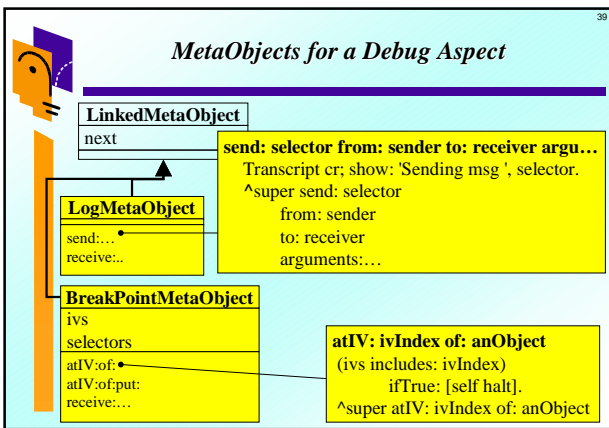 39
MetaObjects for a Debug Aspect
LinkedMetaObject
next
send: selector from: sender to: receiver argu…
Transcript cr; show: 'Sending msg ', selector.
^super send: selector
from: sender
to: receiver
arguments:…
LogMetaObject
send:…
receive:..
BreakPointMetaObject
ivs
selectors
atIV:of:
atIV:of:put:
receive:…
atIV: ivIndex of: anObject
(ivs includes: ivIndex)
ifTrue: [self halt].
^super atIV: ivIndex of: anObject